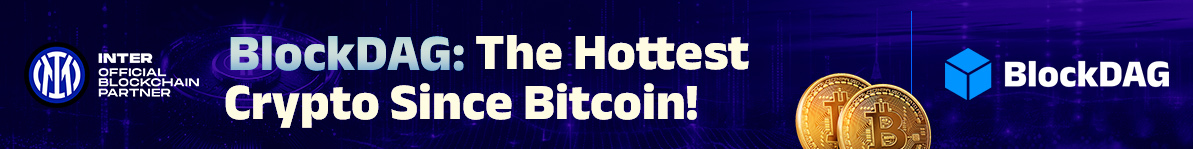 INTER
OFFICIAL
BLOCKCHAIN
PARTNER
BlockDAG: The Hottest
Crypto Since Bitcoin!
BlockDAG